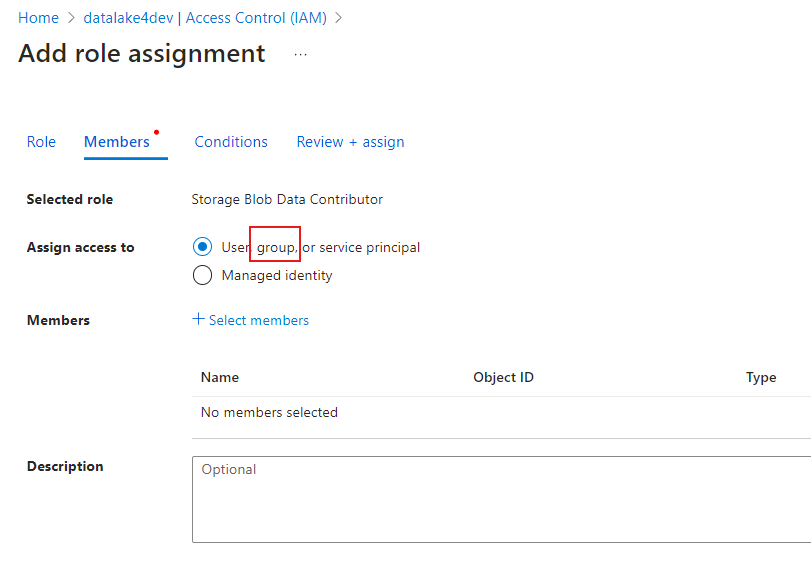 Home > datalake4dev | Access Control (IAM) >
Add role assignment ...
Role Members Conditions Review + assign
Selected role Storage Blob Data Contributor
Assign access to User, group, or service principal
Managed identity
Members + Select members
Name Object ID Type
No members selected
Description Optional